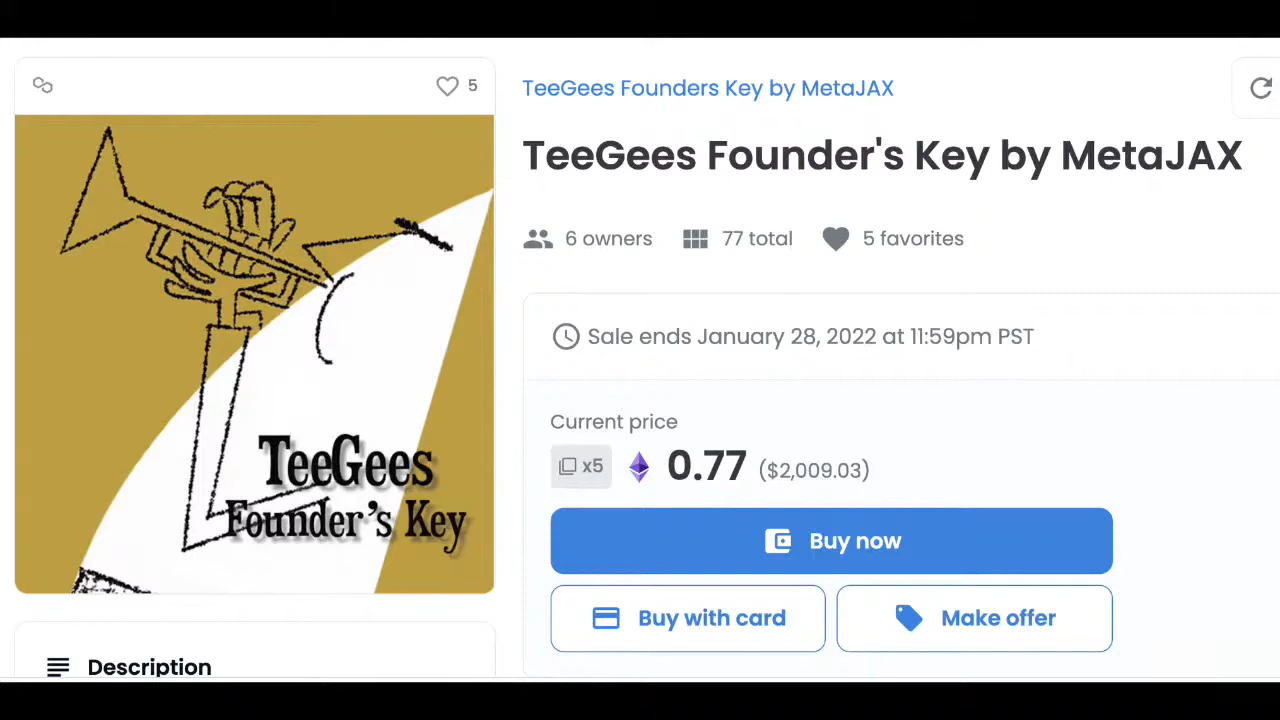 5
TeeGees
Founder's Key
Description
TeeGees Founders Key by MetaJAX
TeeGees Founder's Key by MetaJAX
6 owners 77 total 5 favorites
Sale ends January 28, 2022 at 11:59pm PST
Current price
x5 0.77 ($2,009.03)
Buy now
Buy with card Make offer